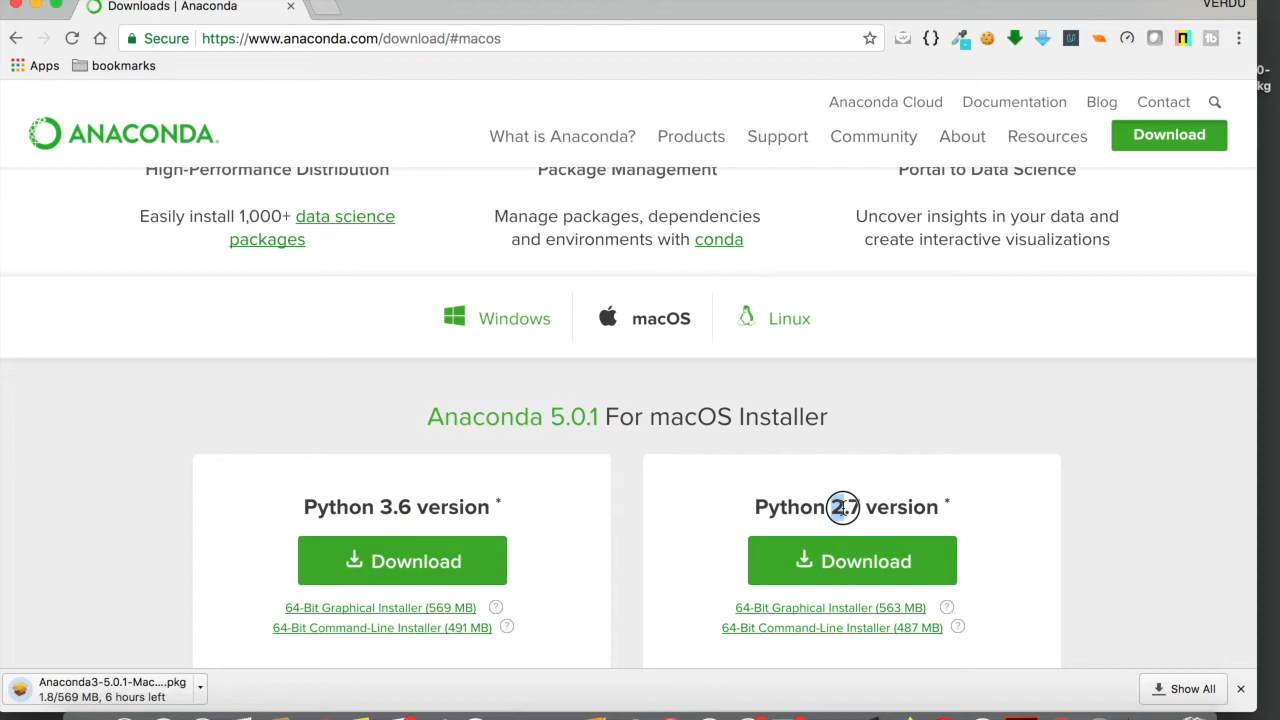 VEHDU
Downloads | Anaconda
Secure https://www.anaconda.com/download/#macos
Apps bookmarks
Anaconda Cloud Documentation Blog Contact
ANACONDA.
What is Anaconda? Products Support Community About Resources Download
High-Performance Distribution
Package Management
Portal to Data Science
Easily install 1,000+ data science
packages
Manage packages, dependencies
and environments with conda
Uncover insights in your data and
create interactive visualizations
Windows macOS Linux
Anaconda 5.0.1 For macOS Installer
Python 3.6 version *
Download
64-Bit Graphical Installer (569 MB) ?
64-Bit Command-Line Installer (491 MB) ?
Python 2.7 version *
Download
64-Bit Graphical Installer (563 MB) ?
64-Bit Command-Line Installer (487 MB) ?
Anaconda3-5.0.1-Mac....pkg
1.8/569 MB, 6 hours left
Show All
0-
kg